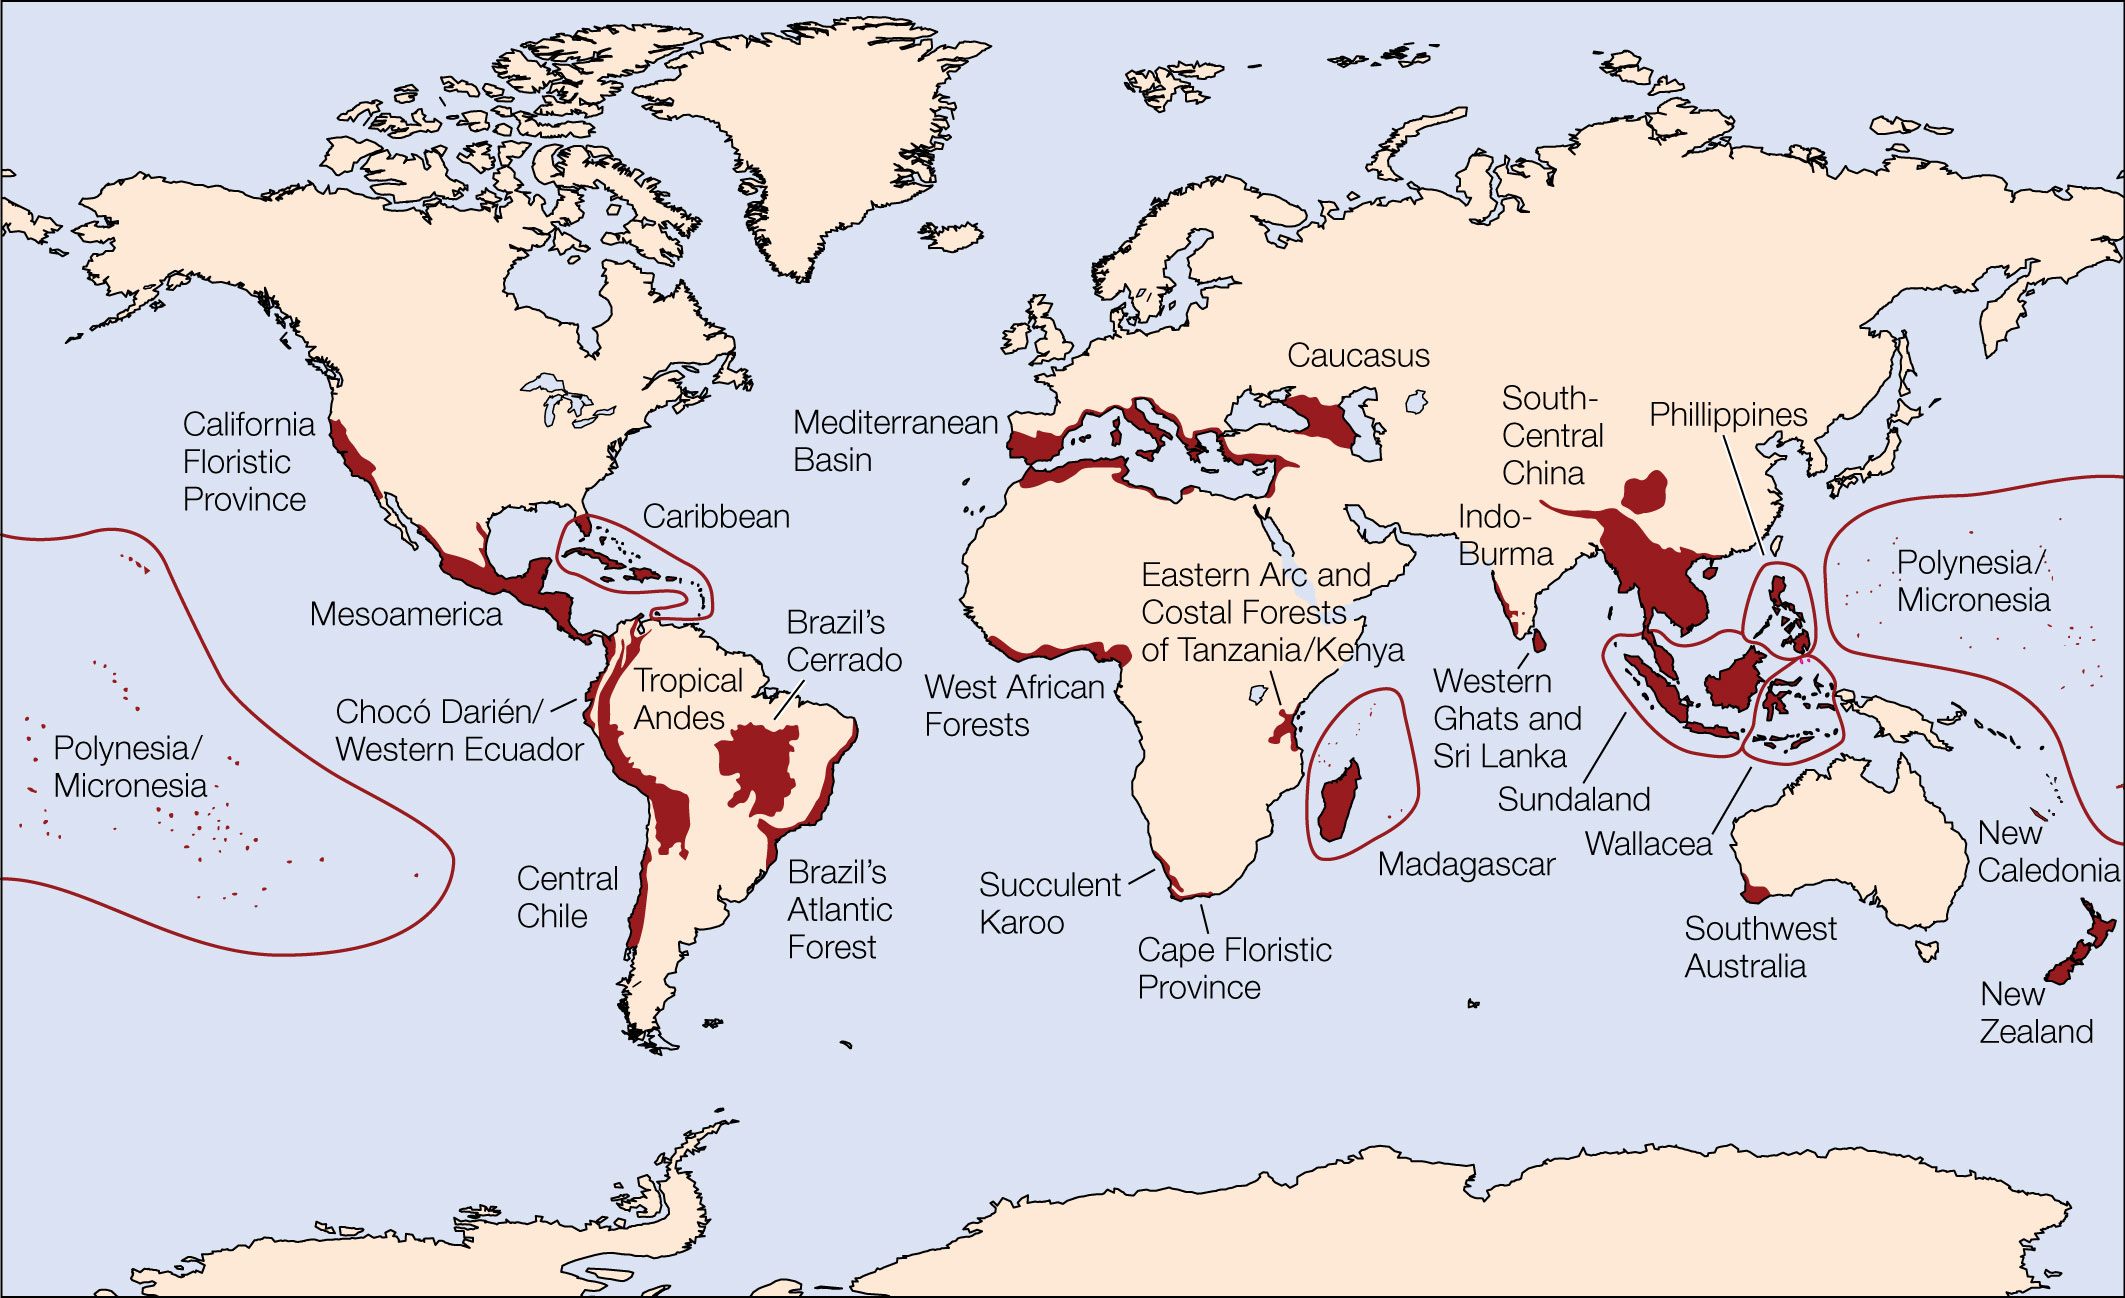 Caucasus
South-
Central
China
Phillippines
California
Floristic
Province
Mediterranean
Basin
Caribbean
Indo-
Burma
Polynesia/
Micronesia
Eastern Arc and
Costal Forests
of Tanzania/Kenya
Mesoamerica
Brazil's
Cerrado
Tropical
Andes
West African
Forests
Western
Ghats and
Sri Lanka
Chocó Darién/
Western Ecuador
Polynesia/
Micronesia
Sundaland
Wallacea
New
Caledonia
Madagascar
Central
Chile
Brazil's
Atlantic
Forest
Succulent
Karoo
Cape Floristic
Province
Southwest
Australia
New
Zealand